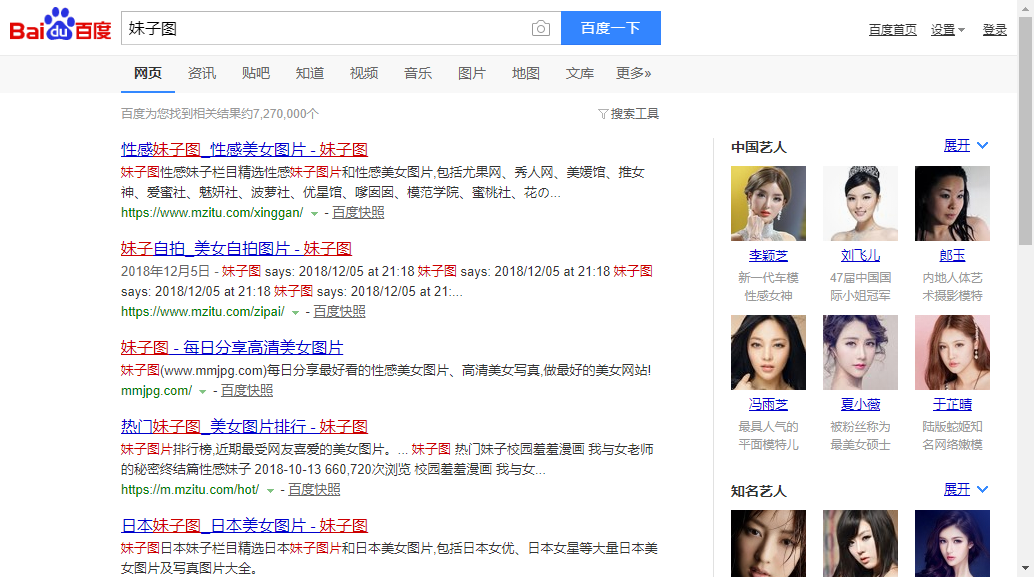 Bai du 百度
妹子图
百度一下
百度首页 设置 登录
网页 资讯 贴吧 知道 视频 音乐 图片 地图 文库 更多»
百度为您找到相关结果约7,270,000个
搜索工具
性感妹子图_性感美女图片 - 妹子图
妹子图性感妹子栏目精选性感妹子图片和性感美女图片,包括尤果网、秀人网、美媛馆、推女
神、爱蜜社、魅妍社、波萝社、优星馆、嗲囡囡、模范学院、蜜桃社、花の...
https://www.mzitu.com/xinggan/ - 百度快照
妹子自拍_美女自拍图片 - 妹子图
2018年12月5日 - 妹子图 says: 2018/12/05 at 21:18 妹子图 says: 2018/12/05 at 21:18 妹子图
says: 2018/12/05 at 21:18 妹子图 says: 2018/12/05 at 21:...
https://www.mzitu.com/zipai/ - 百度快照
妹子图 - 每日分享高清美女图片
妹子图(www.mmjpg.com)每日分享最好看的性感美女图片、高清美女写真,做最好的美女网站!
mmjpg.com/ - 百度快照
热门妹子图_美女图片排行 - 妹子图
妹子图片排行榜,近期最受网友喜爱的美女图片。... 妹子图 热门妹子校园羞羞漫画 我与女老师
的秘密终结篇性感妹子 2018-10-13 660,720次浏览 校园羞羞漫画 我与女...
https://m.mzitu.com/hot/ - 百度快照
日本妹子图_日本美女图片 - 妹子图
妹子图日本妹子栏目精选日本妹子图片和日本美女图片,包括日本女优、日本女星等大量日本美
女图片及写真图片大全。
中国艺人 展开
李颖芝 刘飞儿 郎玉
新一代车模 47届中国国 内地人体艺
性感女神 际小姐冠军 术摄影模特
冯雨芝 夏小薇 于芷晴
最具人气的 被粉丝称为 陆版蛇姬知
平面模特儿 最美女硕士 名网络嫩模
知名艺人 展开